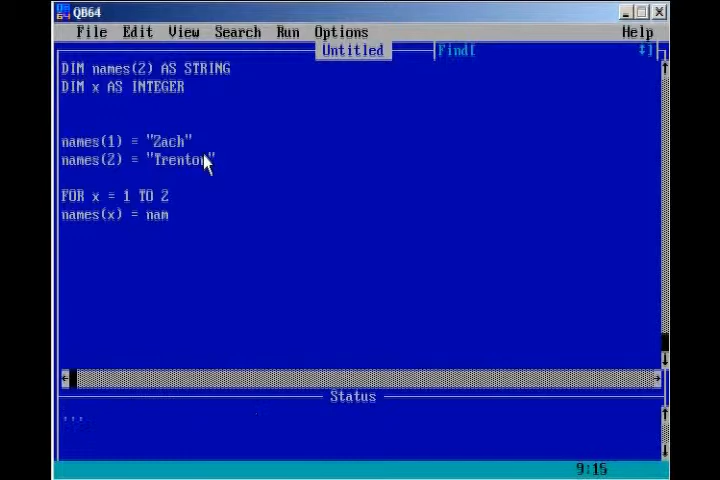 QB64
File Edit View Search Run Options Help
Untitled Find[ ]
DIM names(2) AS STRING
DIM x AS INTEGER
names(1) = "Zach"
names(2) = "Trenton"
FOR x = 1 TO 2
names(x) = nam
Status
...
9:15